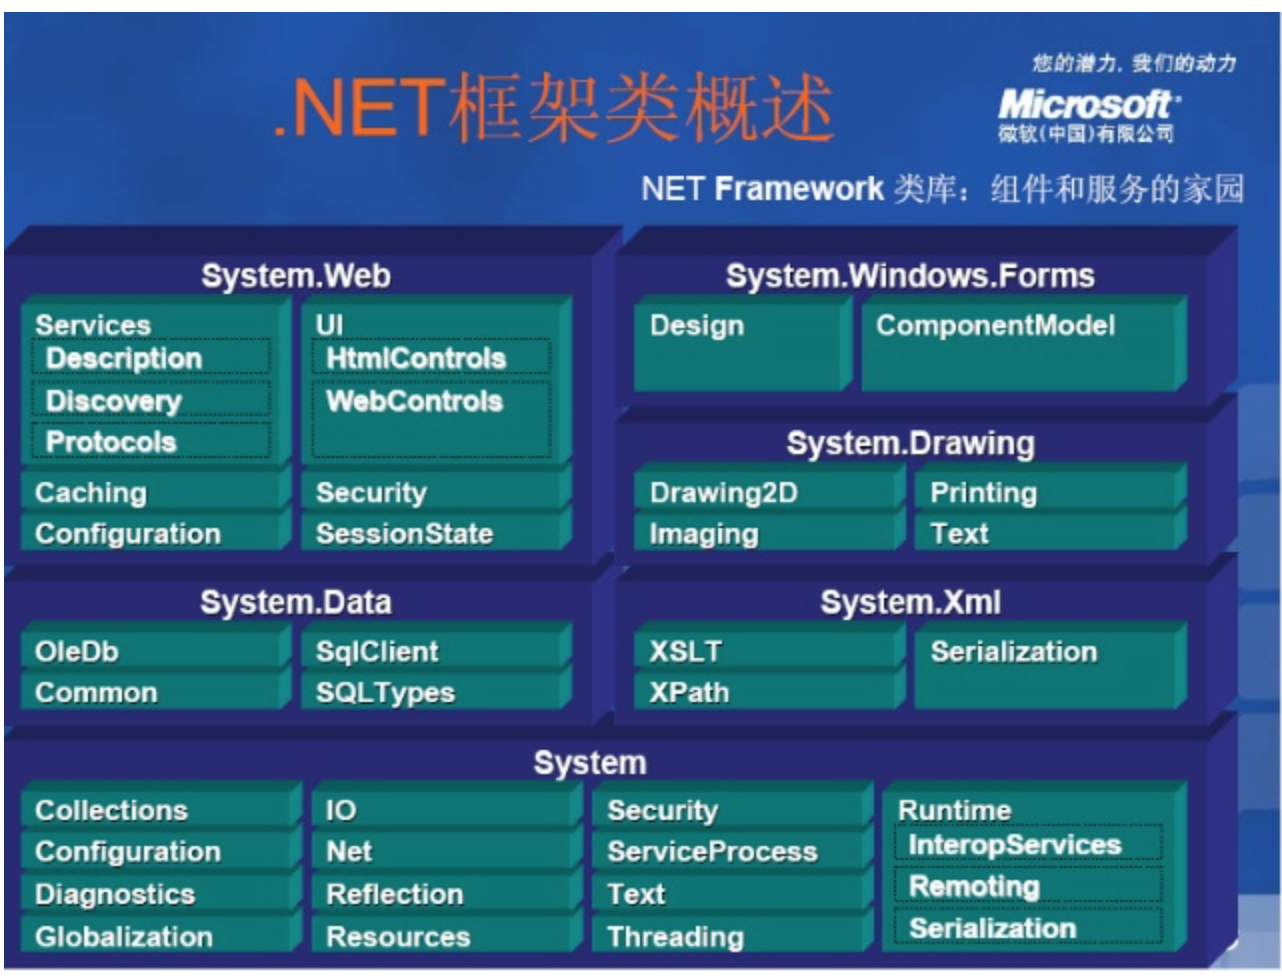 您的潜力. 我们的动力
.NET框架类概述
Microsoft
微软(中国)有限公司
NET Framework 类库：组件和服务的家园
System.Web
Services
Description
Discovery
Protocols
Caching
Configuration
UI
HtmlControls
WebControls
Security
SessionState
System.Windows.Forms
Design
ComponentModel
System.Drawing
Drawing2D
Imaging
Printing
Text
System.Data
OleDb
Common
SqlClient
SQLTypes
System.Xml
XSLT
XPath
Serialization
System
Collections
Configuration
Diagnostics
Globalization
IO
Net
Reflection
Resources
Security
ServiceProcess
Text
Threading
Runtime
InteropServices
Remoting
Serialization